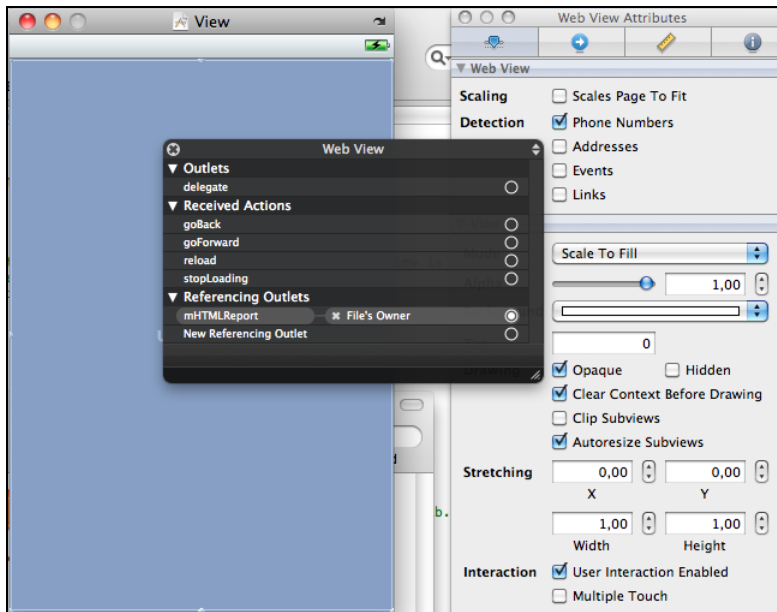 View
Web View Attributes
Web View
Scaling Scales Page To Fit
Detection Phone Numbers
Addresses
Events
Links
Scale To Fill
1,00
0
Opaque Hidden
Clear Context Before Drawing
Clip Subviews
Autoresize Subviews
Stretching 0,00 0,00
X Y
1,00 1,00
Width Height
Interaction User Interaction Enabled
Multiple Touch
Web View
Outlets
delegate
Received Actions
goBack
goForward
reload
stopLoading
Referencing Outlets
mHTMLReport File's Owner
New Referencing Outlet
b.